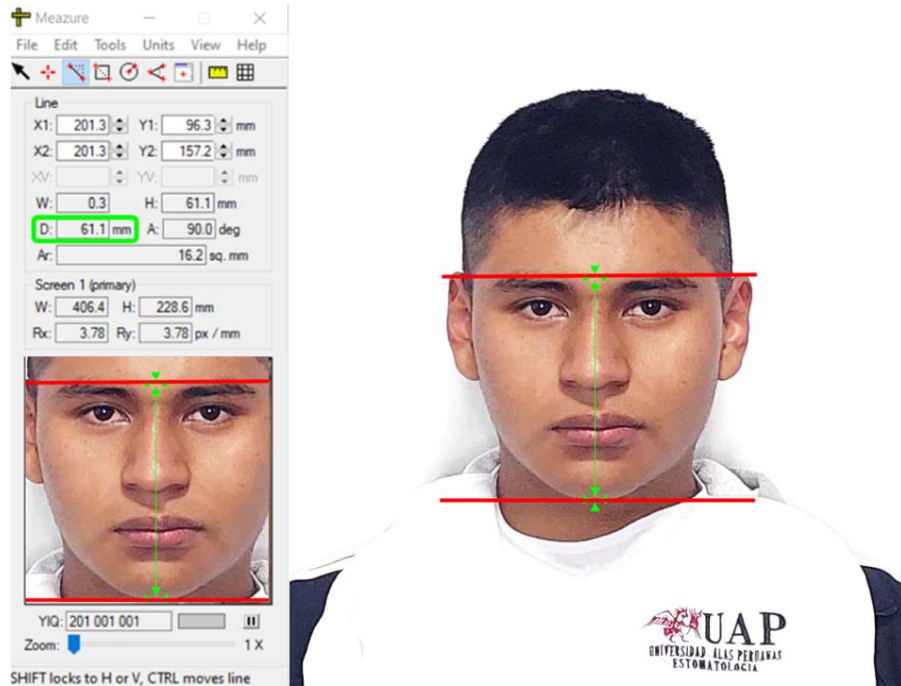 Meazure
File Edit Tools Units View Help
Line
X1: 201.3 Y1: 96.3 mm
X2: 201.3 Y2: 157.2 mm
XV: YV: mm
W: 0.3 H: 61.1 mm
D: 61.1 mm A: 90.0 deg
Ar: 16.2 sq. mm
Screen 1 (primary)
W: 406.4 H: 228.6 mm
Rx: 3.78 Ry: 3.78 px / mm
YIQ: 201 001 001
Zoom: 1 X
SHIFT locks to H or V, CTRL moves line
UAP
UNIVERSIDAD ALAS PERUANAS
ESTOMATOLOGIA